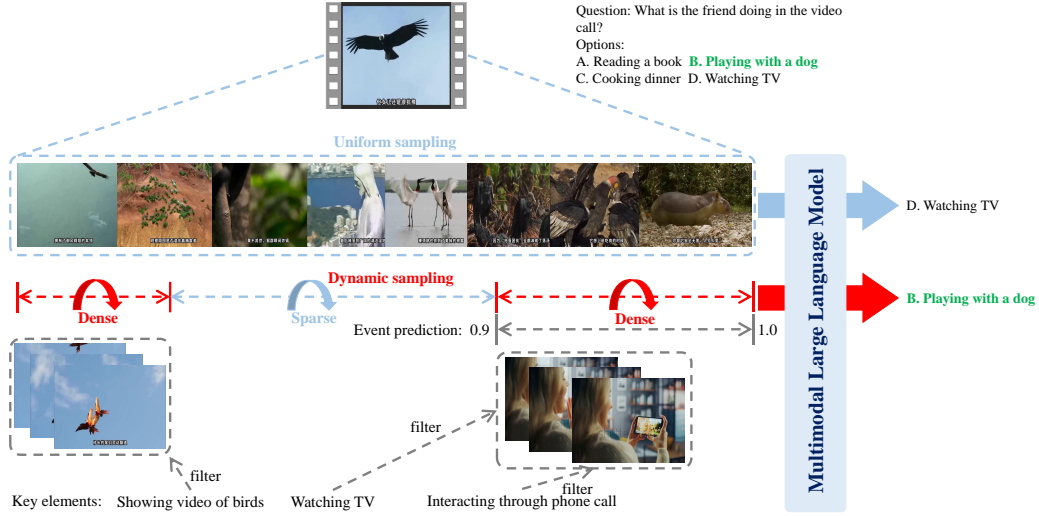 Question: What is the friend doing in the video
call?
Options:
A. Reading a book B. Playing with a dog
C. Cooking dinner D. Watching TV
Uniform sampling
Multimodal Large Language Model
D. Watching TV
Dynamic sampling
Dense
Sparse
Dense
B. Playing with a dog
Event prediction: 0.9
1.0
filter
filter
filter
Key elements: Showing video of birds Watching TV Interacting through phone call